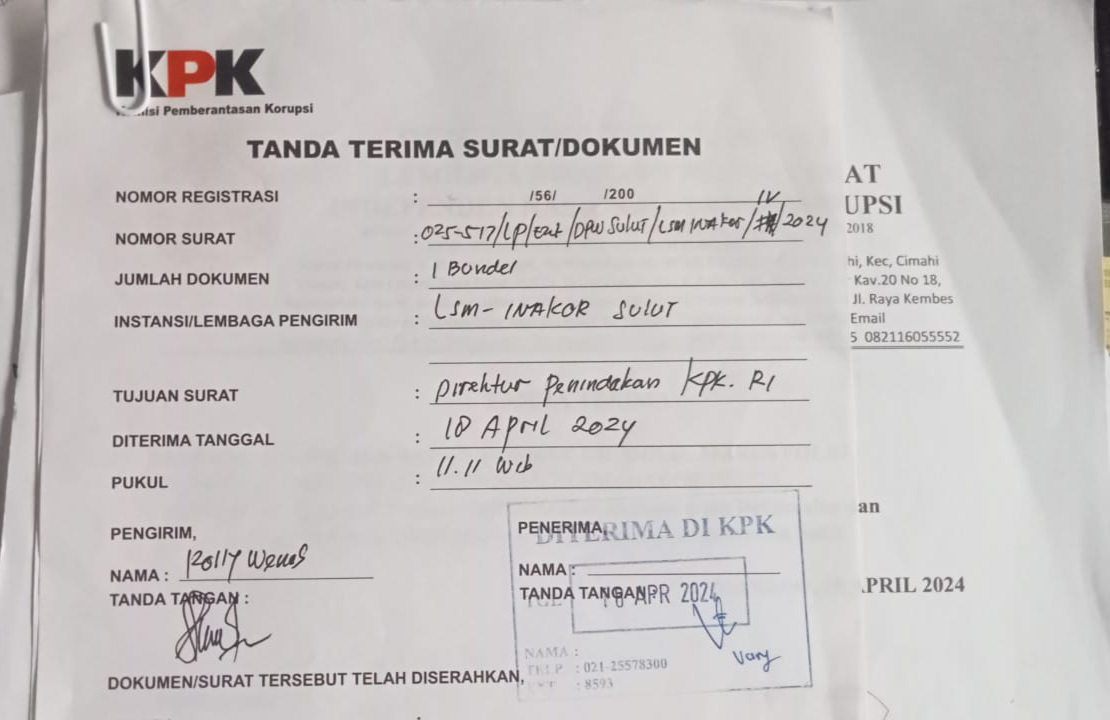 KPK
Komisi Pemberantasan Korupsi
TANDA TERIMA SURAT/DOKUMEN
NOMOR REGISTRASI : /56/ /200
NOMOR SURAT : 025-517/LP/Ext/DPW SULUT/LSM INAKOR/IV/2024
JUMLAH DOKUMEN : 1 Bundel
INSTANSI/LEMBAGA PENGIRIM : LSM-INAKOR SULUT
TUJUAN SURAT : Direktur Penindakan KPK. RI
DITERIMA TANGGAL : 18 April 2024
PUKUL : 11.11 Wib
PENGIRIM,
NAMA : Rolly Wenas
TANDA TANGAN :
PENERIMA,
DITERIMA DI KPK
NAMA :
TANDA TANGAN
TGL APR 2024
Vany
NAMA :
TELP : 021-25578300
EXT : 8593
DOKUMEN/SURAT TERSEBUT TELAH DISERAHKAN,
AT
UPSI
2018
hi, Kec, Cimahi
Kav.20 No 18,
Jl. Raya Kembes
Email
5 082116055552
an
APRIL 2024